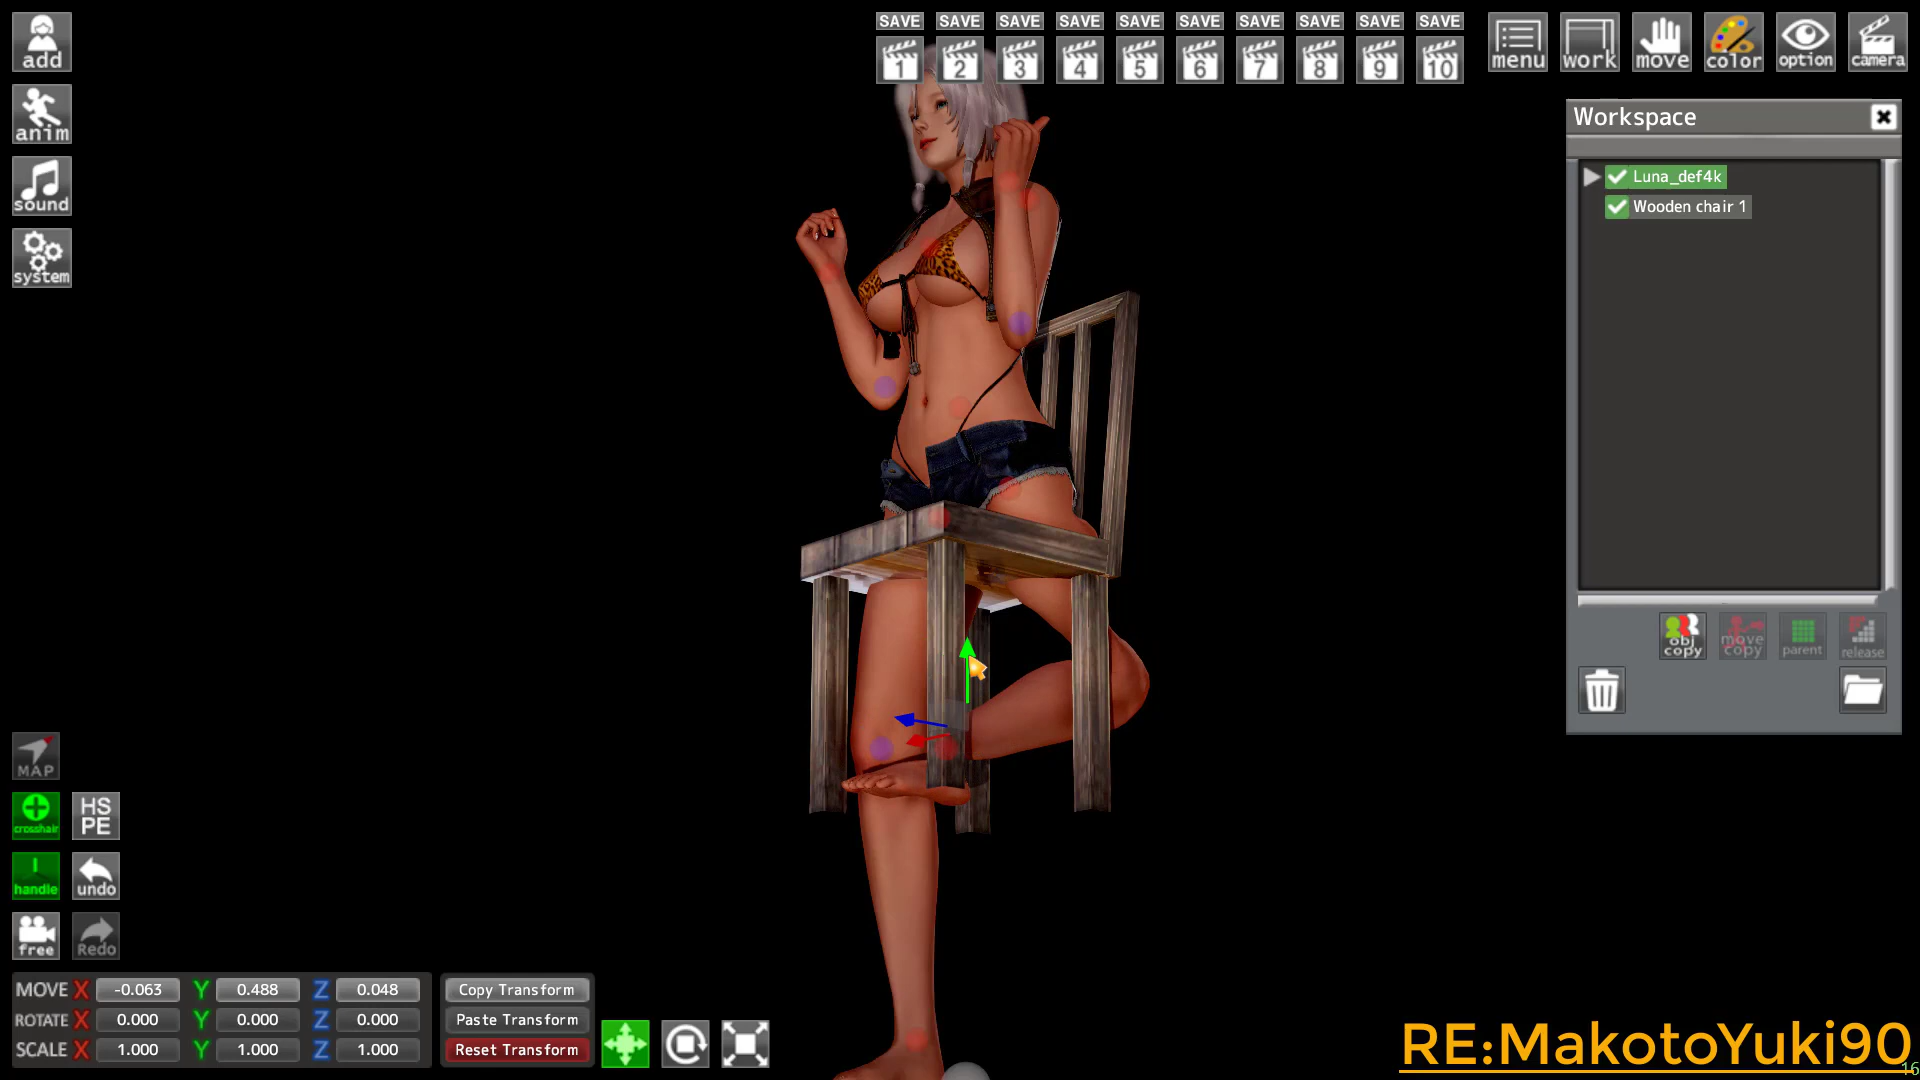 SAVE SAVE SAVE SAVE SAVE SAVE SAVE SAVE SAVE SAVE
1 2 3 4 5 6 7 8 9 10
add
menu work move color option camera
anim
sound
system
Workspace
Luna_def4k
Wooden chair 1
obj copy
move copy
parent
release
MAP
crosshair
HS PE
handle
undo
free
Redo
MOVE X -0.063 Y 0.488 Z 0.048
ROTATE X 0.000 Y 0.000 Z 0.000
SCALE X 1.000 Y 1.000 Z 1.000
Copy Transform
Paste Transform
Reset Transform
RE:MakotoYuki90
16